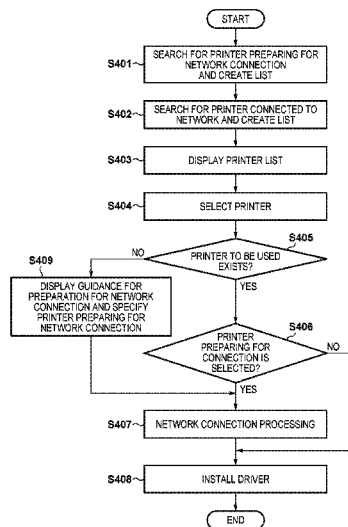 START
S401
SEARCH FOR PRINTER PREPARING FOR
NETWORK CONNECTION
AND CREATE LIST
S402
SEARCH FOR PRINTER CONNECTED TO
NETWORK AND CREATE LIST
S403
DISPLAY PRINTER LIST
S404
SELECT PRINTER
S405
PRINTER TO BE USED
EXISTS?
NO
YES
S409
DISPLAY GUIDANCE FOR
PREPARATION FOR NETWORK
CONNECTION AND SPECIFY
PRINTER PREPARING FOR
NETWORK CONNECTION
S406
PRINTER
PREPARING FOR
CONNECTION IS
SELECTED?
NO
YES
S407
NETWORK CONNECTION PROCESSING
S408
INSTALL DRIVER
END